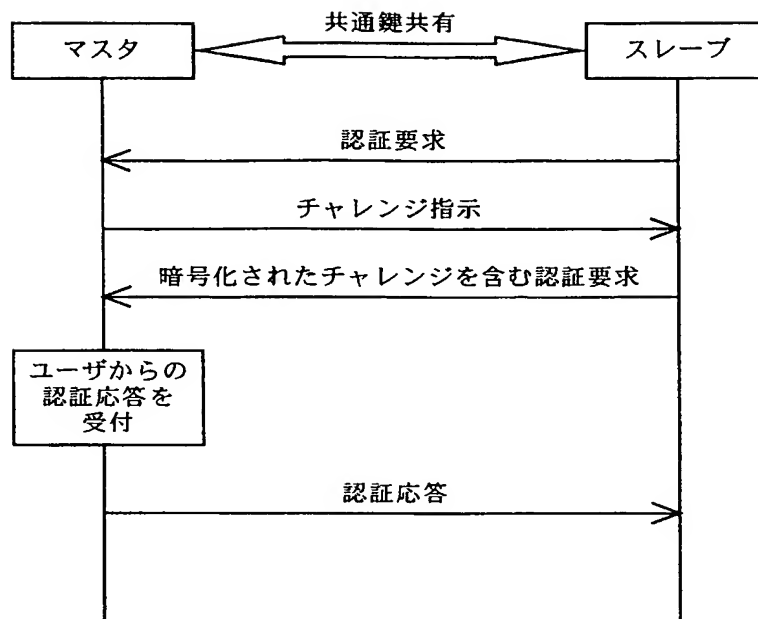 共通鍵共有
マスタ
スレーブ
認証要求
チャレンジ指示
暗号化されたチャレンジを含む認証要求
ユーザからの
認証応答を
受付
認証応答